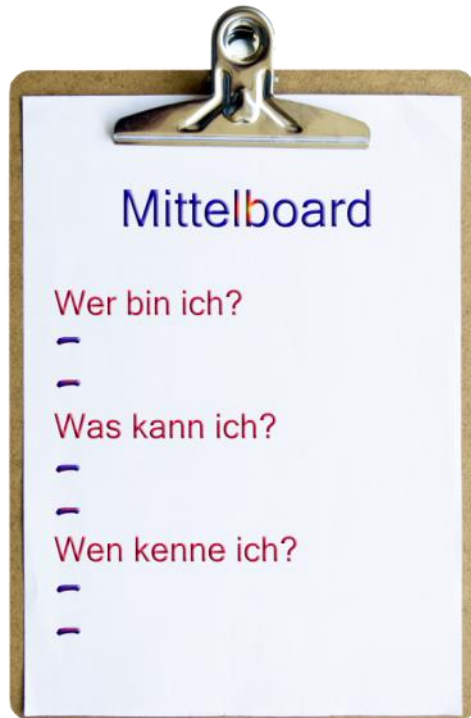 Mittelboard
Wer bin ich?
-
-
Was kann ich?
-
-
Wen kenne ich?
-
-